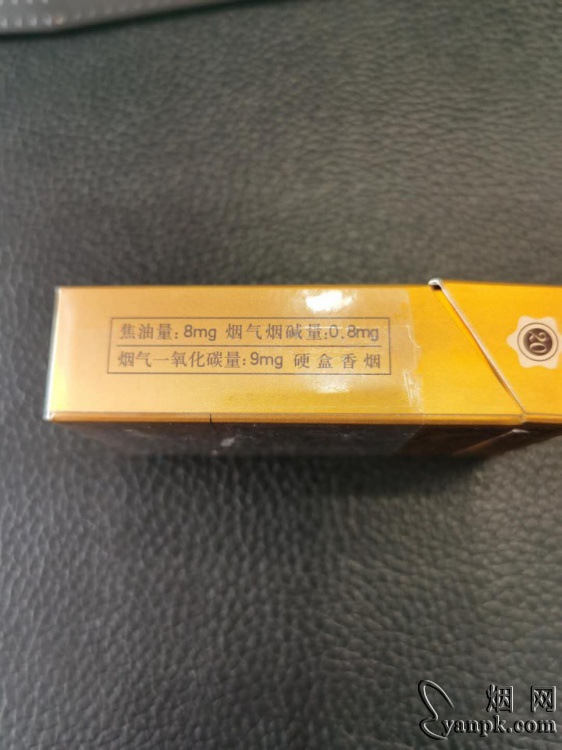 焦油量:8mg 烟气烟碱量:0.8mg
烟气一氧化碳量:9mg 硬盒香烟
20
烟网
yanpk.com